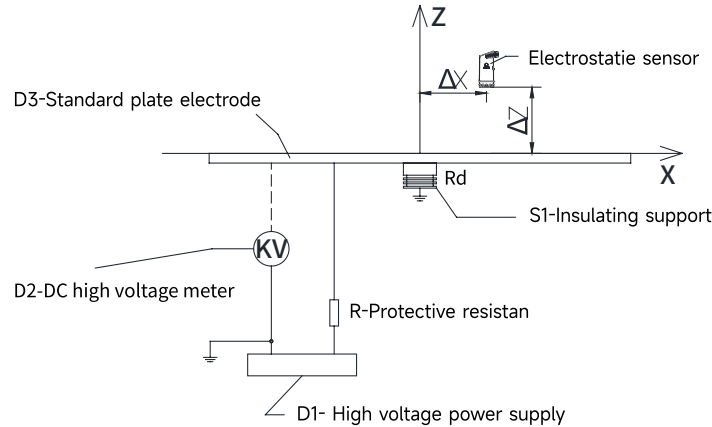 Z
Electrostatie sensor
ΔX
D3-Standard plate electrode
ΔZ
X
Rd
S1-Insulating support
KV
D2-DC high voltage meter
R-Protective resistan
D1- High voltage power supply